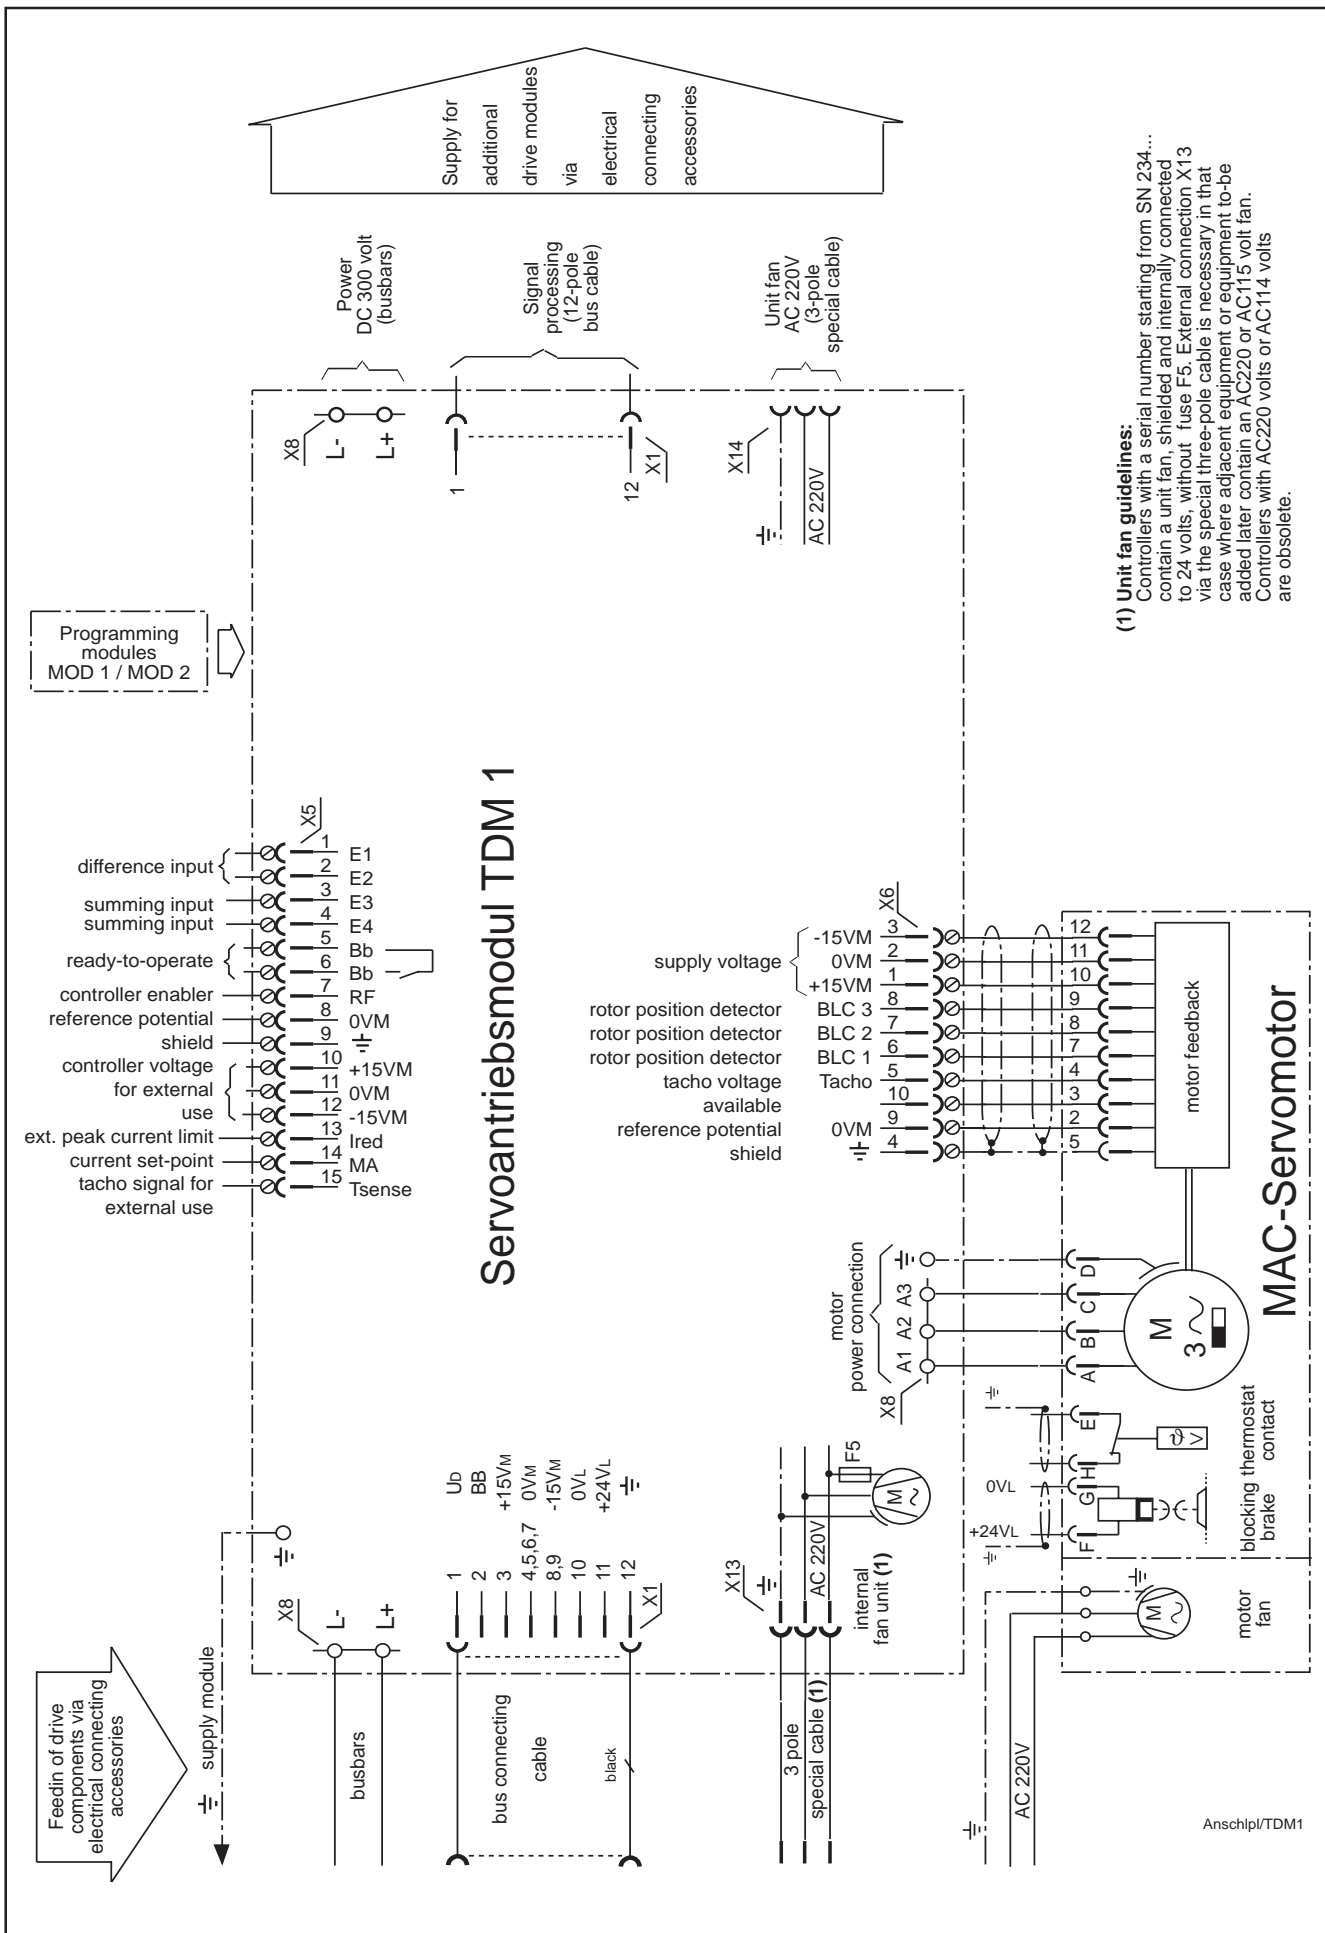 Supply for
additional
drive modules
via
electrical
connecting
accessories
Power
DC 300 volt
(busbars)
Signal
processing
(12-pole
bus cable)
Unit fan
AC 220V
(3-pole
special cable)
X8
L-
L+
1
12
X1
X14
AC 220V
(1) Unit fan guidelines:
Controllers with a serial number starting from SN 234...
contain a unit fan, shielded and internally connected
to 24 volts, without fuse F5. External connection X13
via the special three-pole cable is necessary in that
case where adjacent equipment or equipment to-be
added later contain an AC220 or AC115 volt fan.
Controllers with AC220 volts or AC114 volts
are obsolete.
Programming
modules
MOD 1 / MOD 2
Servoantriebsmodul TDM 1
X5
difference input
1 E1
2 E2
summing input 3 E3
summing input 4 E4
ready-to-operate
5 Bb
6 Bb
controller enabler 7 RF
reference potential 8 0VM
shield 9
controller voltage
for external
use
10 +15VM
11 0VM
12 -15VM
ext. peak current limit 13 Ired
current set-point 14 MA
tacho signal for
external use
15 Tsense
X6
supply voltage
-15VM 3 12
0VM 2 11
+15VM 1 10
rotor position detector BLC 3 8 9
rotor position detector BLC 2 7 8
rotor position detector BLC 1 6 7
tacho voltage Tacho 5 4
available 10 3
reference potential 0VM 9 2
shield 4 5
motor feedback
MAC-Servomotor
motor
power connection
X8
A1 A2 A3
A B C D
M
3
E
H
G
F
0VL
+24VL
ϑ >
blocking thermostat
brake contact
motor
fan
M
AC 220V
X8
L-
L+
UD
BB
+15VM
0VM
-15VM
0VL
+24VL
1
2
3
4,5,6,7
8,9
10
11
12
X1
X13
AC 220V
F5
M
internal
fan unit (1)
Feedin of drive
components via
electrical connecting
accessories
supply module
busbars
bus connecting
cable
black
3 pole
special cable (1)
Anschlpl/TDM1